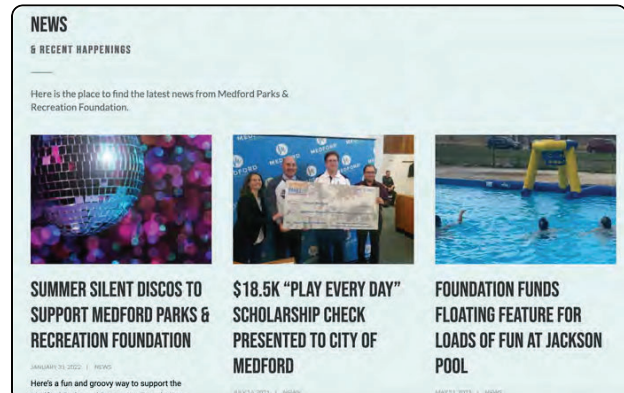 NEWS
& RECENT HAPPENINGS
Here is the place to find the latest news from Medford Parks &
Recreation Foundation.
MEDFORD
MEDFORD
SUMMER SILENT DISCOS TO
SUPPORT MEDFORD PARKS &
RECREATION FOUNDATION
NEWS
Here's a fun and groovy way to support the
$18.5K “PLAY EVERY DAY”
SCHOLARSHIP CHECK
PRESENTED TO CITY OF
MEDFORD
FOUNDATION FUNDS
FLOATING FEATURE FOR
LOADS OF FUN AT JACKSON
POOL